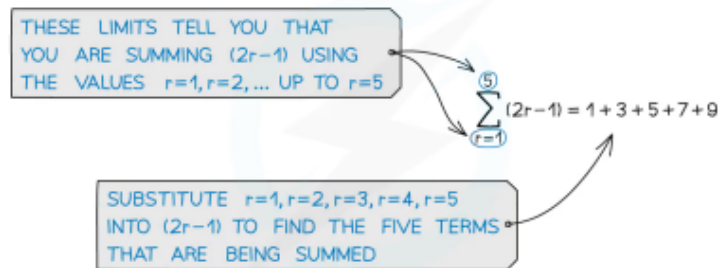 THESE LIMITS TELL YOU THAT
YOU ARE SUMMING (2r-1) USING
THE VALUES r=1, r=2, ... UP TO r=5
5
∑ (2r-1) = 1+3+5+7+9
r=1
SUBSTITUTE r=1, r=2, r=3, r=4, r=5
INTO (2r-1) TO FIND THE FIVE TERMS
THAT ARE BEING SUMMED